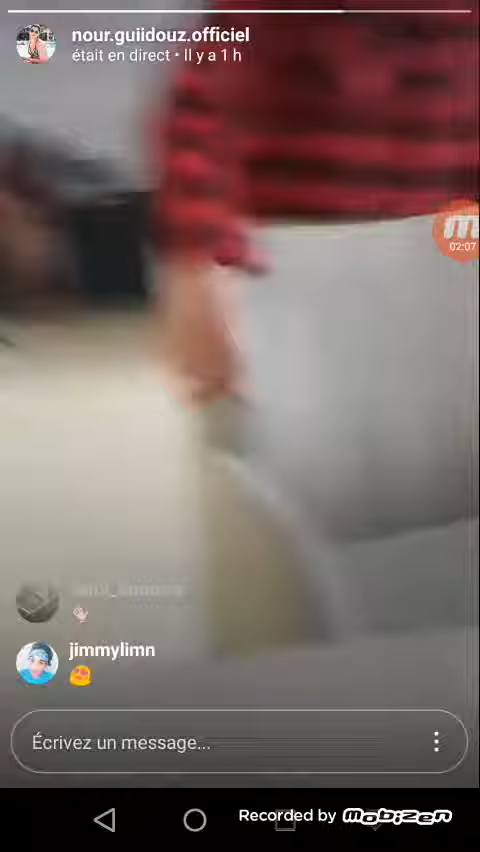 nour.guiidouz.officiel
était en direct • Il y a 1 h
02:07
jimmylimn
Écrivez un message...
Recorded by Mobizen